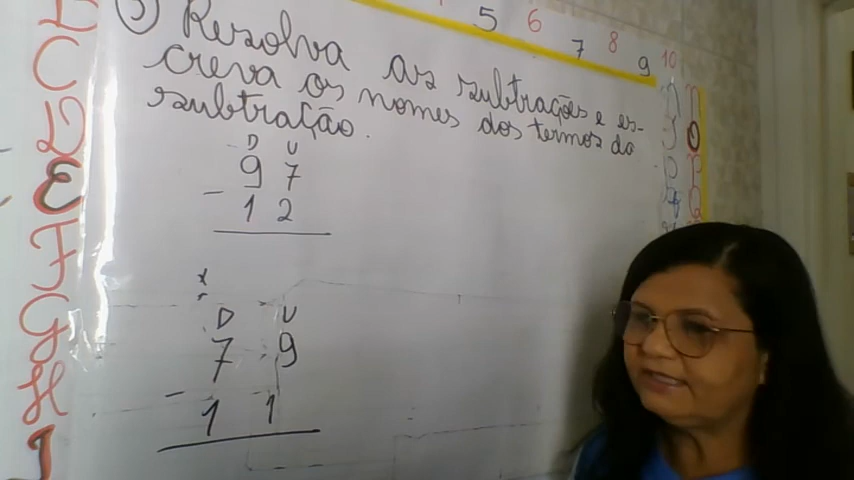 5 6 7 8 9 10
Resolva as subtrações e es-
creva os nomes dos termos da
subtração.
D U
9 7
- 1 2
D U
7 9
- 1 1